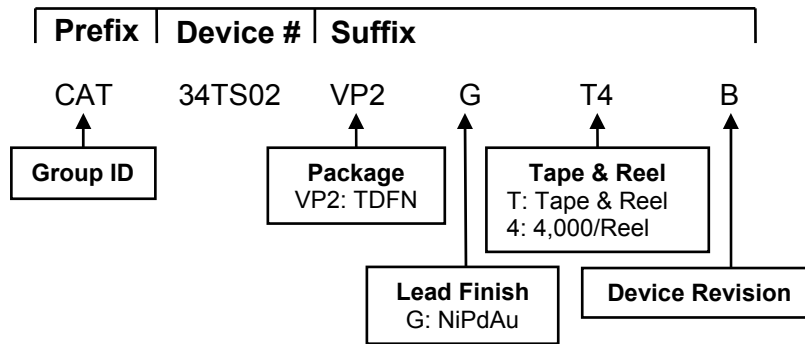 Prefix Device # Suffix
CAT 34TS02 VP2 G T4 B
Group ID
Package
VP2: TDFN
Tape & Reel
T: Tape & Reel
4: 4,000/Reel
Lead Finish
G: NiPdAu
Device Revision